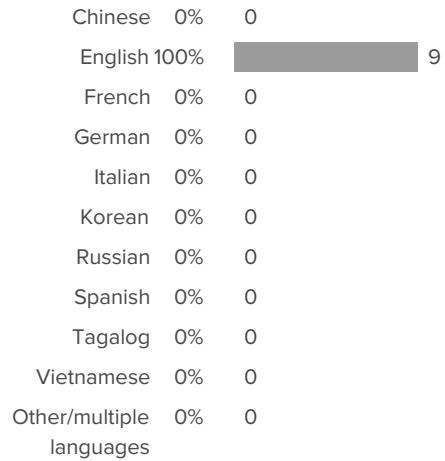 Chinese 0% 0
English 100% 9
French 0% 0
German 0% 0
Italian 0% 0
Korean 0% 0
Russian 0% 0
Spanish 0% 0
Tagalog 0% 0
Vietnamese 0% 0
Other/multiple 0% 0
languages